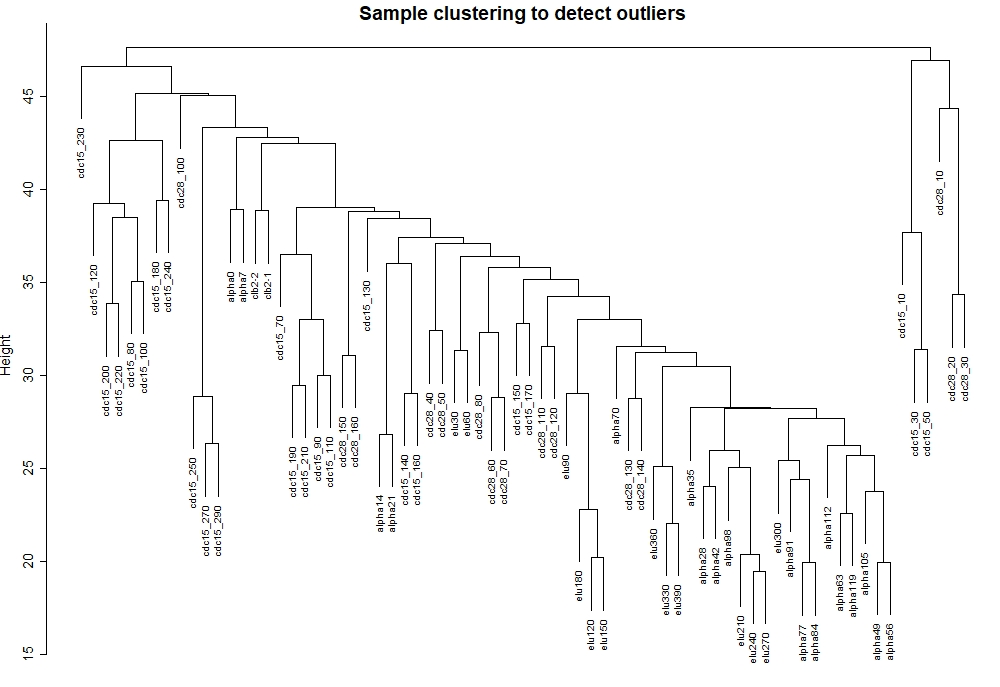 Sample clustering to detect outliers
Height
45
40
35
30
25
20
15
cdc15_230
cdc15_120
cdc15_200
cdc15_220
cdc15_80
cdc15_100
cdc15_180
cdc15_240
cdc28_100
cdc15_250
cdc15_270
cdc15_290
alpha0
alpha7
clb2-2
clb2-1
cdc15_70
cdc15_190
cdc15_210
cdc15_90
cdc15_110
cdc28_150
cdc28_160
cdc15_130
alpha14
alpha21
cdc15_140
cdc15_160
cdc28_40
cdc28_50
elu30
elu60
cdc28_80
cdc28_60
cdc28_70
cdc15_150
cdc15_170
cdc28_110
cdc28_120
elu90
elu180
elu120
elu150
alpha70
cdc28_130
cdc28_140
elu360
elu330
elu390
alpha35
alpha28
alpha42
alpha98
elu210
elu240
elu270
elu300
alpha91
alpha77
alpha84
alpha112
alpha63
alpha119
alpha105
alpha49
alpha56
cdc15_10
cdc15_30
cdc15_50
cdc28_10
cdc28_20
cdc28_30